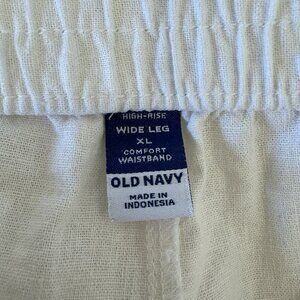 HIGH-RISE
WIDE LEG
XL
COMFORT
WAISTBAND
OLD NAVY
MADE IN
INDONESIA